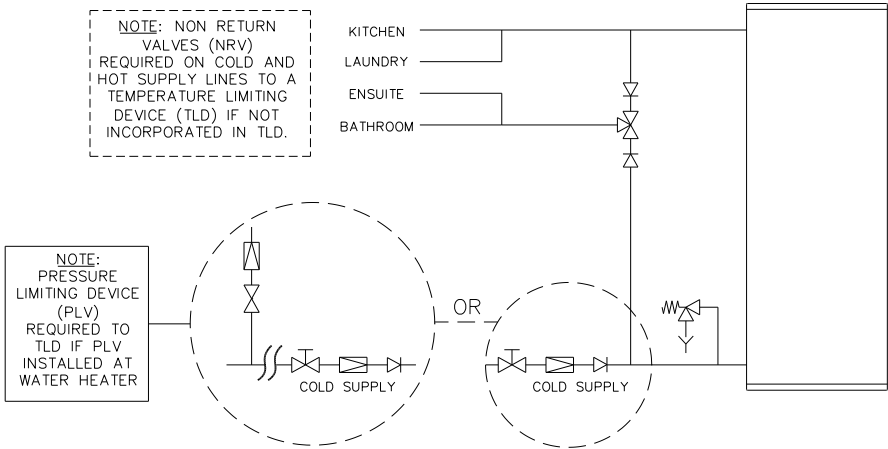 NOTE: NON RETURN
VALVES (NRV)
REQUIRED ON COLD AND
HOT SUPPLY LINES TO A
TEMPERATURE LIMITING
DEVICE (TLD) IF NOT
INCORPORATED IN TLD.
KITCHEN
LAUNDRY
ENSUITE
BATHROOM
NOTE:
PRESSURE
LIMITING DEVICE
(PLV)
REQUIRED TO
TLD IF PLV
INSTALLED AT
WATER HEATER
OR
COLD SUPPLY
COLD SUPPLY